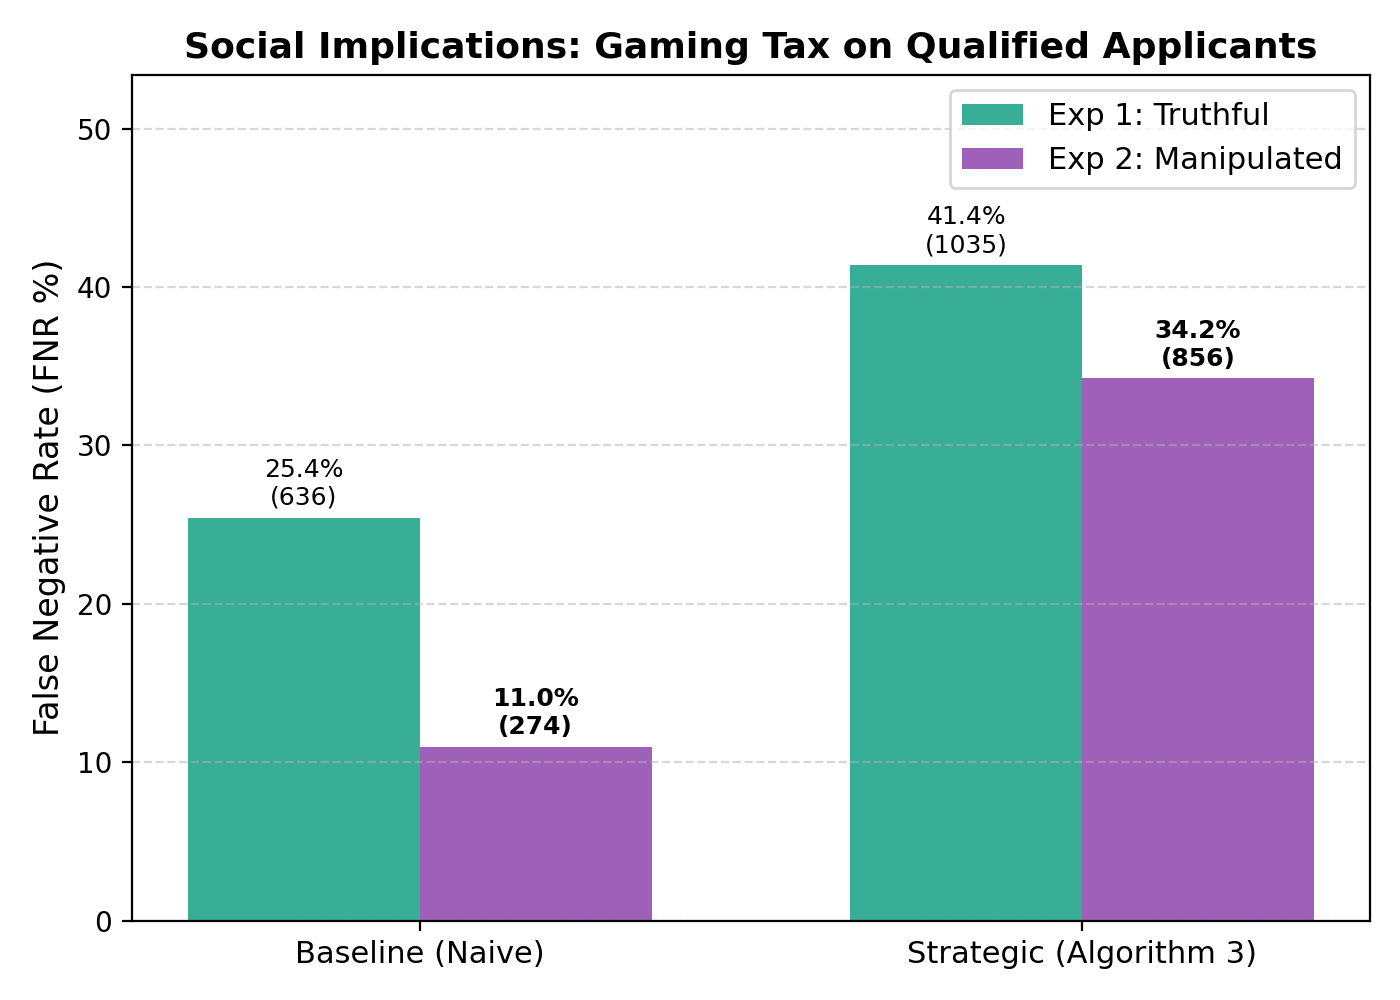 Social Implications: Gaming Tax on Qualified Applicants
Exp 1: Truthful
Exp 2: Manipulated
False Negative Rate (FNR %)
50
40
30
20
10
0
25.4%
(636)
11.0%
(274)
41.4%
(1035)
34.2%
(856)
Baseline (Naive)
Strategic (Algorithm 3)